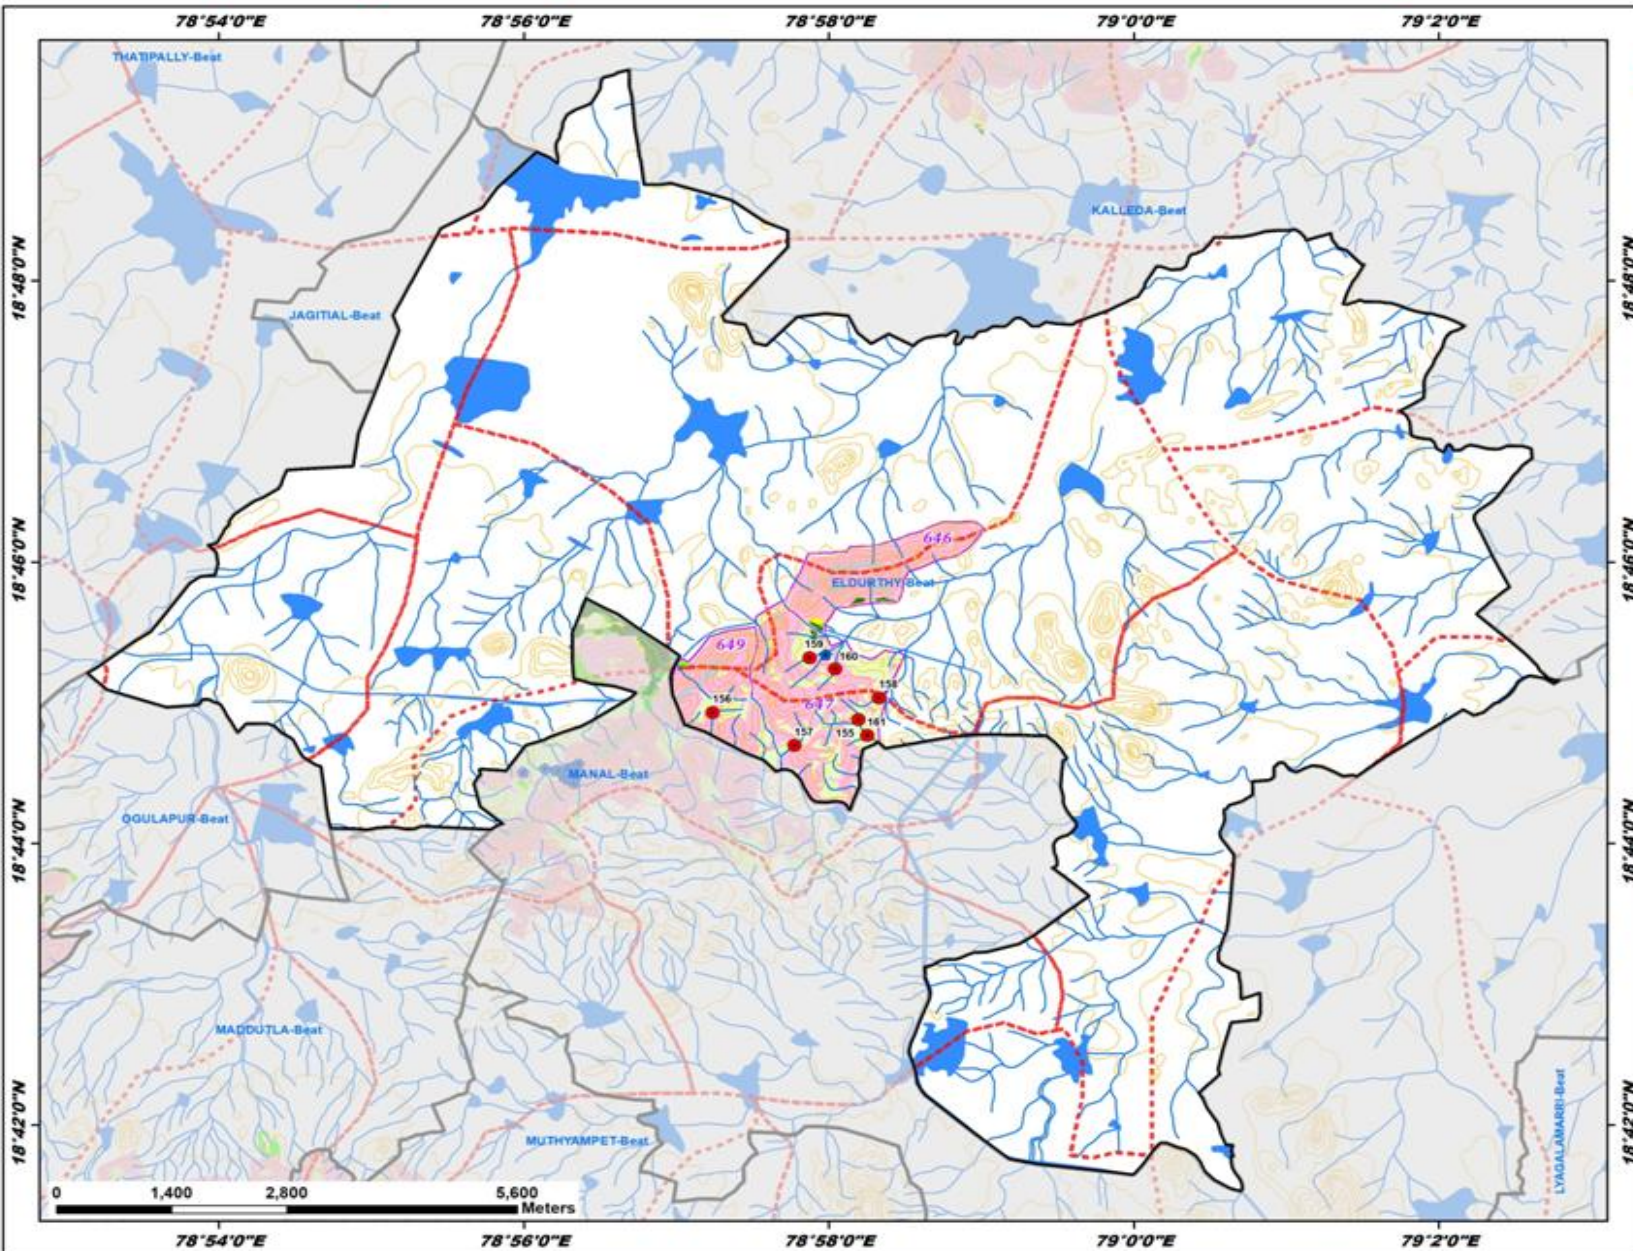 78°54'0"E 78°56'0"E 78°58'0"E 79°0'0"E 79°2'0"E
THATIPALLY-Beat
KALLEDA-Beat
18°48'0"N 18°48'0"N
JAGITIAL-Beat
646
18°46'0"N 18°46'0"N
ELDURTHY-Beat
649
159
160
158
156
647
161
157 155
MANAL-Beat
OGULAPUR-Beat
18°44'0"N 18°44'0"N
MADDUTLA-Beat
18°42'0"N 18°42'0"N
LYAGALAMARRI-Beat
MUTHYAMPET-Beat
0 1,400 2,800 5,600
Meters
78°54'0"E 78°56'0"E 78°58'0"E 79°0'0"E 79°2'0"E